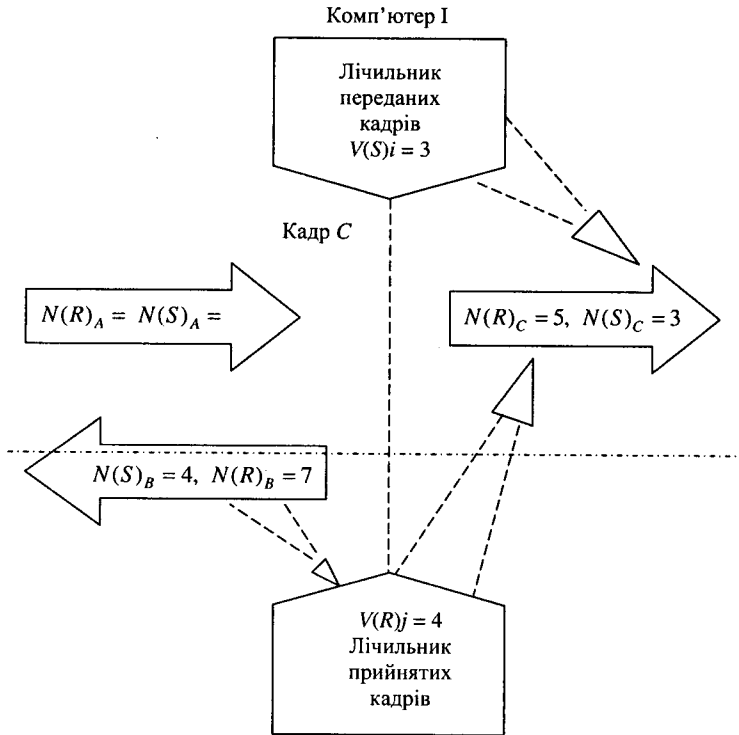 Комп’ютер I
Лічильник
переданих
кадрів
V(S)i = 3
Кадр C
N(R)A = N(S)A =
N(R)C = 5, N(S)C = 3
N(S)B = 4, N(R)B = 7
V(R)j = 4
Лічильник
прийнятих
кадрів